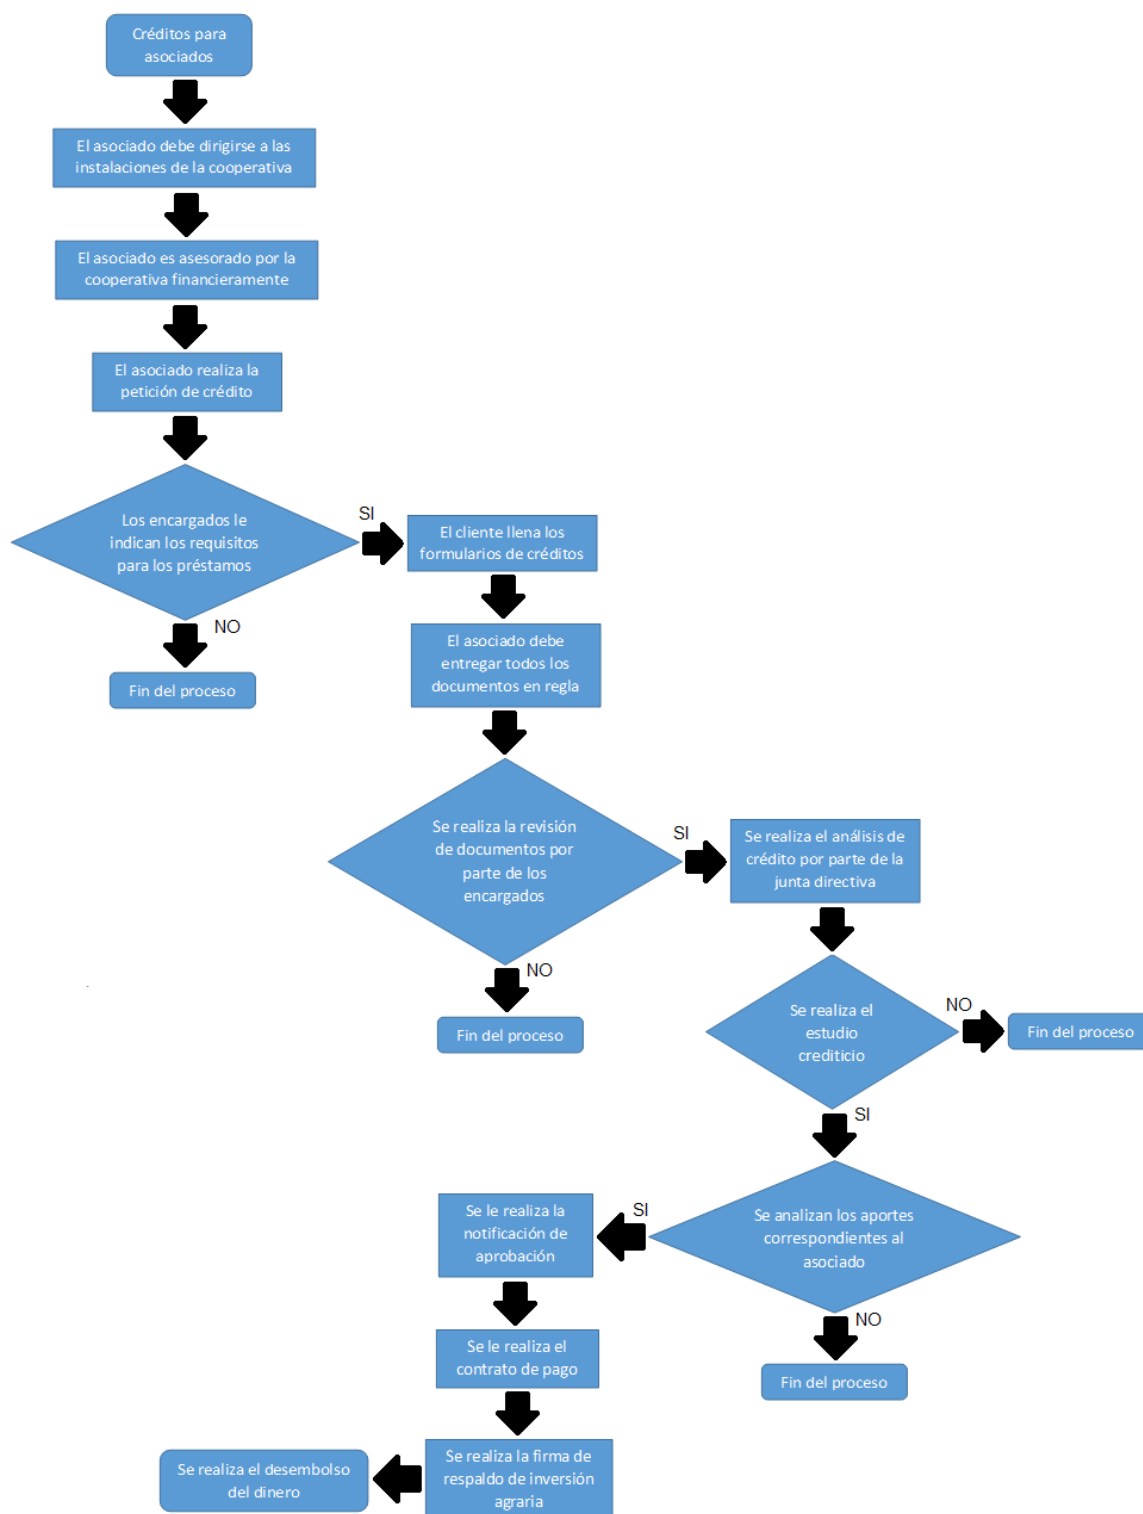 Créditos para
asociados
El asociado debe dirigirse a las
instalaciones de la cooperativa
El asociado es asesorado por la
cooperativa financieramente
El asociado realiza la
petición de crédito
Los encargados le
indican los requisitos
para los préstamos
SI
El cliente llena los
formularios de créditos
NO
Fin del proceso
El asociado debe
entregar todos los
documentos en regla
Se realiza la revisión
de documentos por
parte de los
encargados
SI
Se realiza el análisis de
crédito por parte de la
junta directiva
NO
Fin del proceso
Se realiza el
estudio
crediticio
NO
Fin del proceso
SI
Se analizan los aportes
correspondientes al
asociado
SI
Se le realiza la
notificación de
aprobación
NO
Fin del proceso
Se le realiza el
contrato de pago
Se realiza la firma de
respaldo de inversión
agraria
Se realiza el desembolso
del dinero